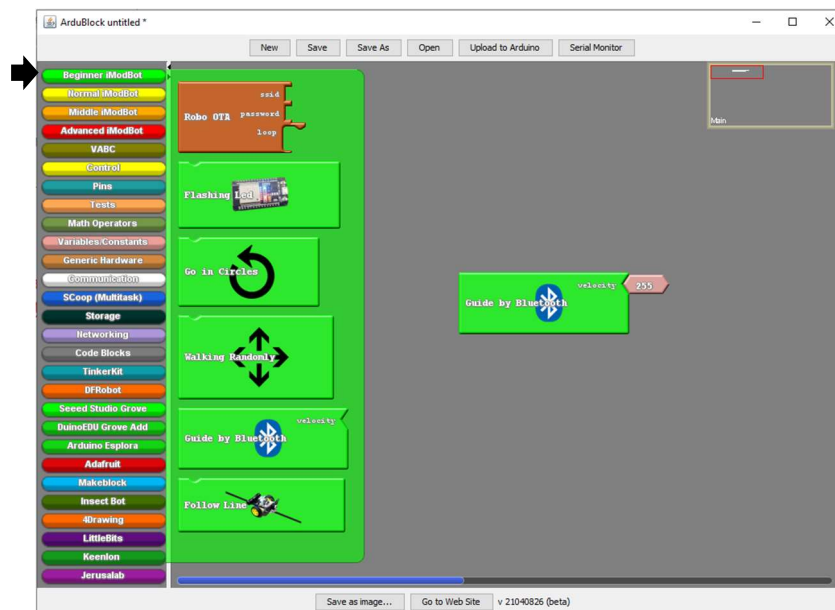 ArduBlock untitled *
New Save Save As Open Upload to Arduino Serial Monitor
Beginner iModBot
Normal iModBot
Middle iModBot
Advanced iModBot
VABC
Control
Pins
Tests
Math Operators
Variables/Constants
Generic Hardware
Communication
SCoop (Multitask)
Storage
Networking
Code Blocks
TinkerKit
DFRobot
Seeed Studio Grove
DuinoEDU Grove Add
Arduino Esplora
Adafruit
Makeblock
Insect Bot
4Drawing
LittleBits
Keenlon
Jerusalab
ssid
Robo OTA password
loop
Flashing Led
Go in Circles
Walking Randomly
velocity
Guide by Bluetooth
Follow Line
velocity 255
Guide by Bluetooth
Main
Save as image... Go to Web Site v 21040826 (beta)